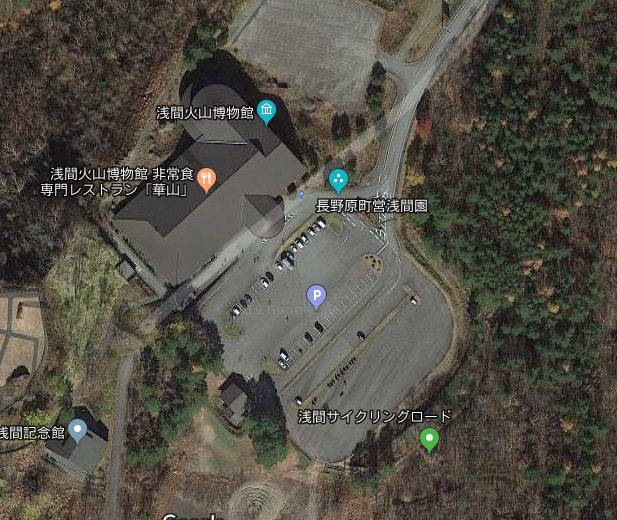 浅間火山博物館
浅間火山博物館 非常食
専門レストラン「華山」
長野原町営浅間園
P
浅間サイクリングロード
浅間記念館
Google